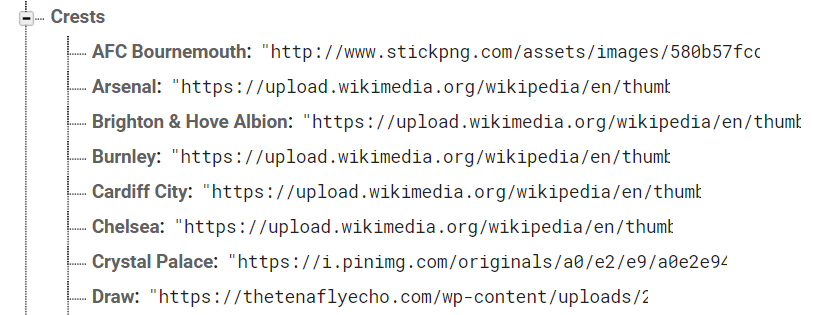 Crests
AFC Bournemouth: "http://www.stickpng.com/assets/images/580b57fcc
Arsenal: "https://upload.wikimedia.org/wikipedia/en/thumb
Brighton & Hove Albion: "https://upload.wikimedia.org/wikipedia/en/thumb
Burnley: "https://upload.wikimedia.org/wikipedia/en/thumb
Cardiff City: "https://upload.wikimedia.org/wikipedia/en/thumb
Chelsea: "https://upload.wikimedia.org/wikipedia/en/thumb
Crystal Palace: "https://i.pinimg.com/originals/a0/e2/e9/a0e2e94
Draw: "https://thetenaflyecho.com/wp-content/uploads/2